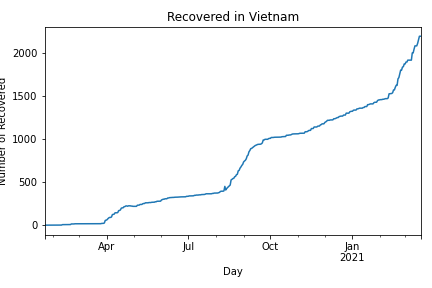 Recovered in Vietnam
Number of Recovered
2000
1500
1000
500
0
Apr
Jul
Oct
Jan
2021
Day